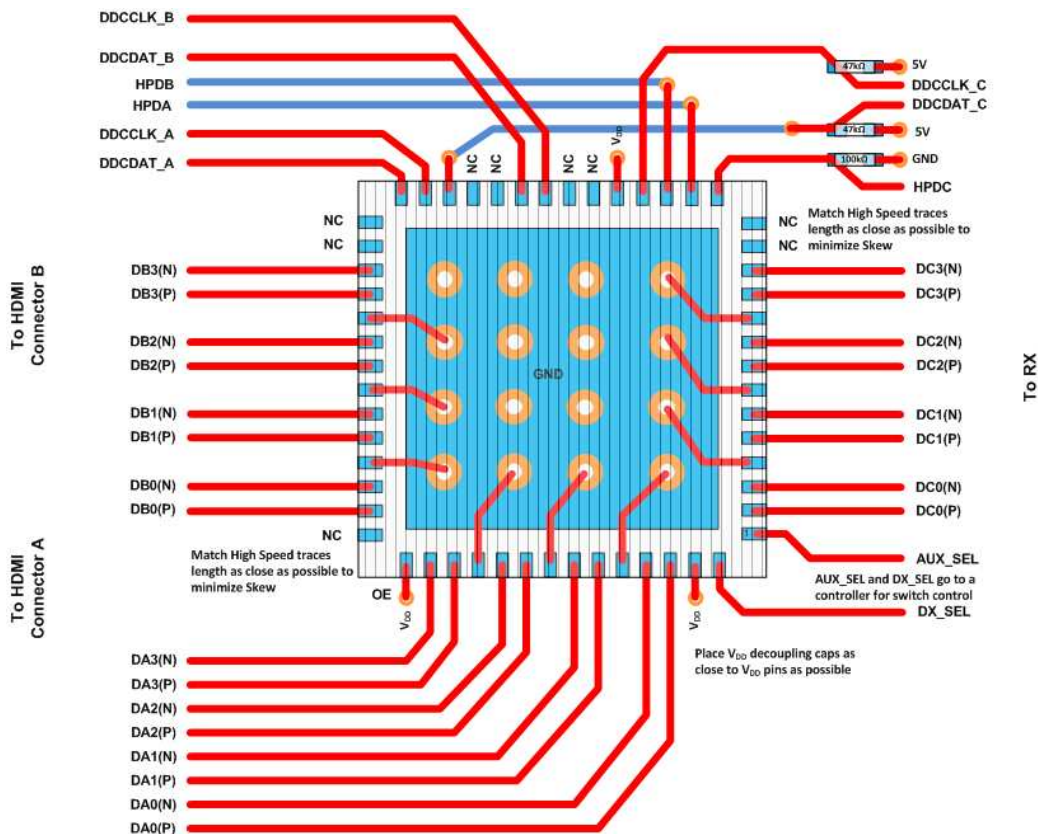 DDCCLK_B
DDCDAT_B
HPDB
HPDA
DDCCLK_A
DDCDAT_A
NC
NC
NC
NC
VDD
47kΩ
5V
DDCCLK_C
DDCDAT_C
47kΩ
5V
100kΩ
GND
HPDC
NC
NC
NC
NC
Match High Speed traces
length as close as possible to
minimize Skew
To HDMI
Connector B
DB3(N)
DB3(P)
DB2(N)
DB2(P)
DB1(N)
DB1(P)
DB0(N)
DB0(P)
NC
GND
DC3(N)
DC3(P)
DC2(N)
DC2(P)
DC1(N)
DC1(P)
DC0(N)
DC0(P)
1
To RX
AUX_SEL
AUX_SEL and DX_SEL go to a
controller for switch control
DX_SEL
To HDMI
Connector A
Match High Speed traces
length as close as possible to
minimize Skew
OE
VDD
VDD
Place VDD decoupling caps as
close to VDD pins as possible
DA3(N)
DA3(P)
DA2(N)
DA2(P)
DA1(N)
DA1(P)
DA0(N)
DA0(P)